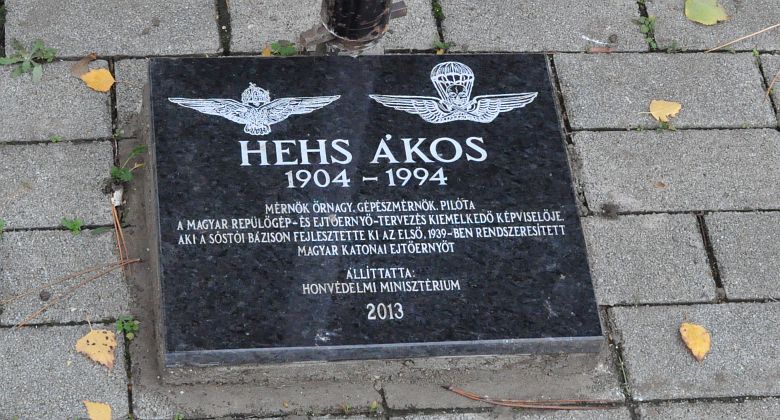 HEHS ÁKOS
1904 – 1994
MÉRNÖK ŐRNAGY, GÉPÉSZMÉRNÖK, PILÓTA
A MAGYAR REPÜLŐGÉP- ÉS EJTŐERNYŐ-TERVEZÉS KIEMELKEDŐ KÉPVISELŐJE,
AKI A SÓSTÓI BÁZISON FEJLESZTETTE KI AZ ELSŐ, 1939-BEN RENDSZERESÍTETT
MAGYAR KATONAI EJTŐERNYŐT
ÁLLÍTTATTA:
HONVÉDELMI MINISZTÉRIUM
2013